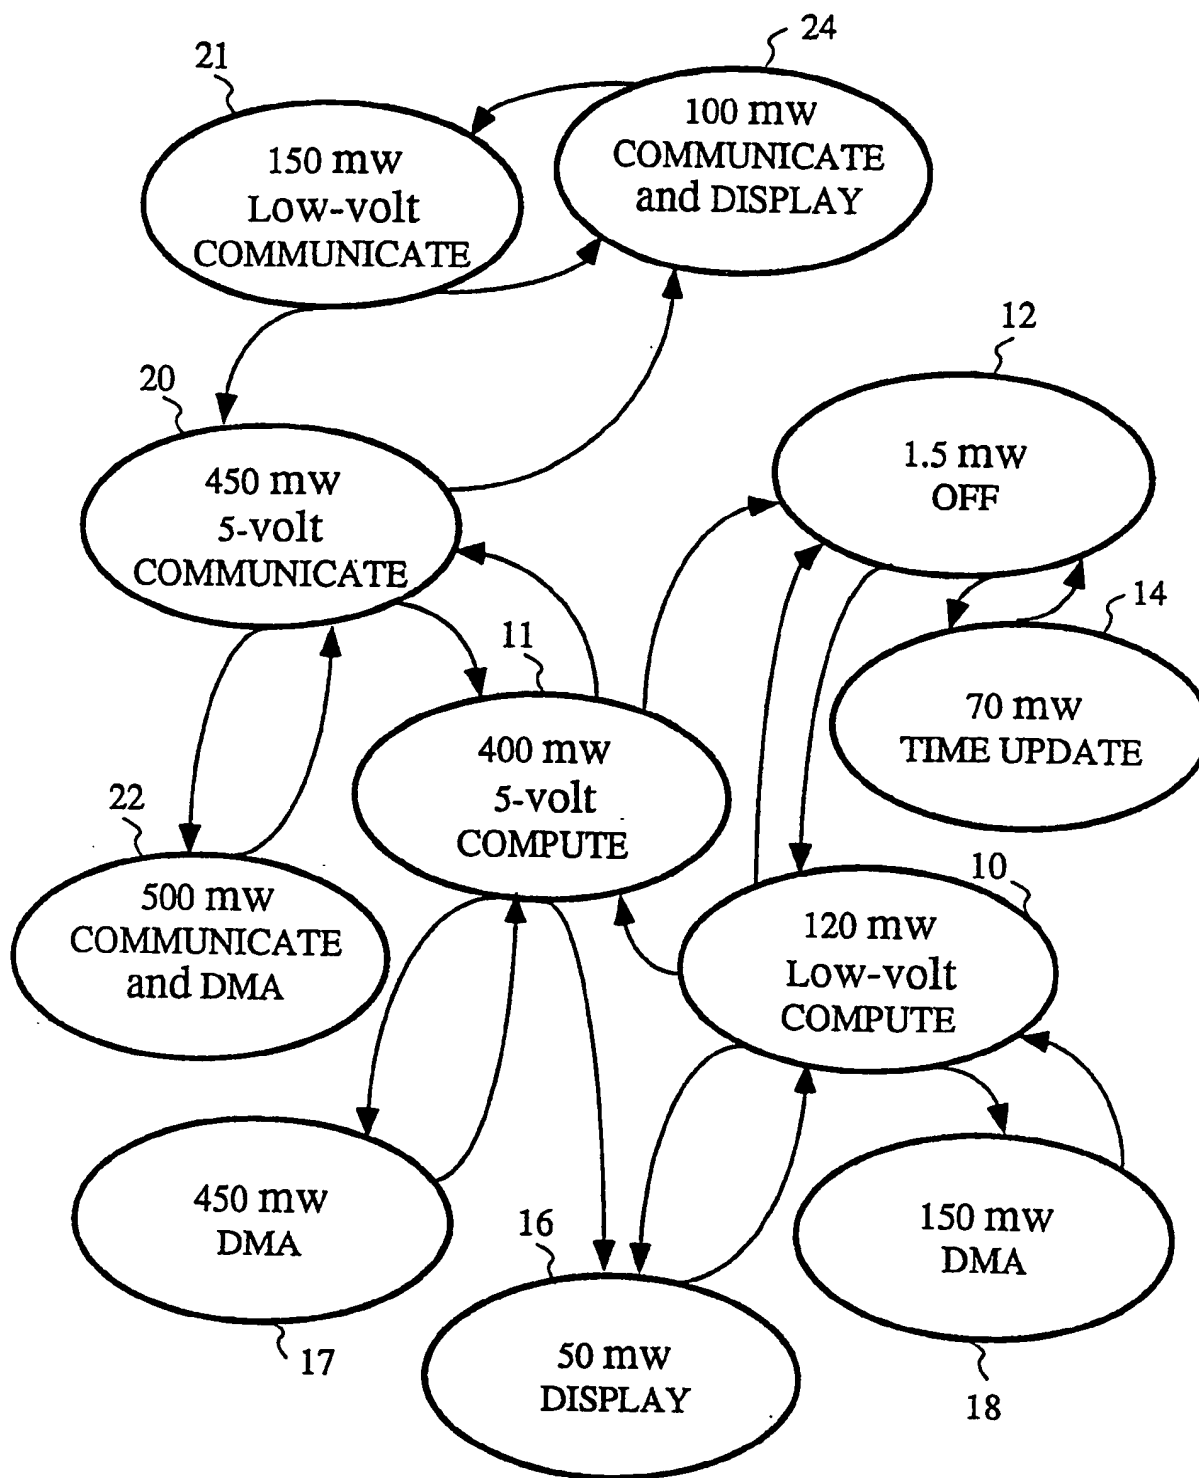 24
21
100 mw
COMMUNICATE
and DISPLAY
150 mw
Low-volt
COMMUNICATE
12
20
1.5 mw
OFF
450 mw
5-volt
COMMUNICATE
14
11
70 mw
TIME UPDATE
400 mw
5-volt
COMPUTE
22
10
500 mw
COMMUNICATE
and DMA
120 mw
Low-volt
COMPUTE
450 mw
DMA
16
150 mw
DMA
17
50 mw
DISPLAY
18